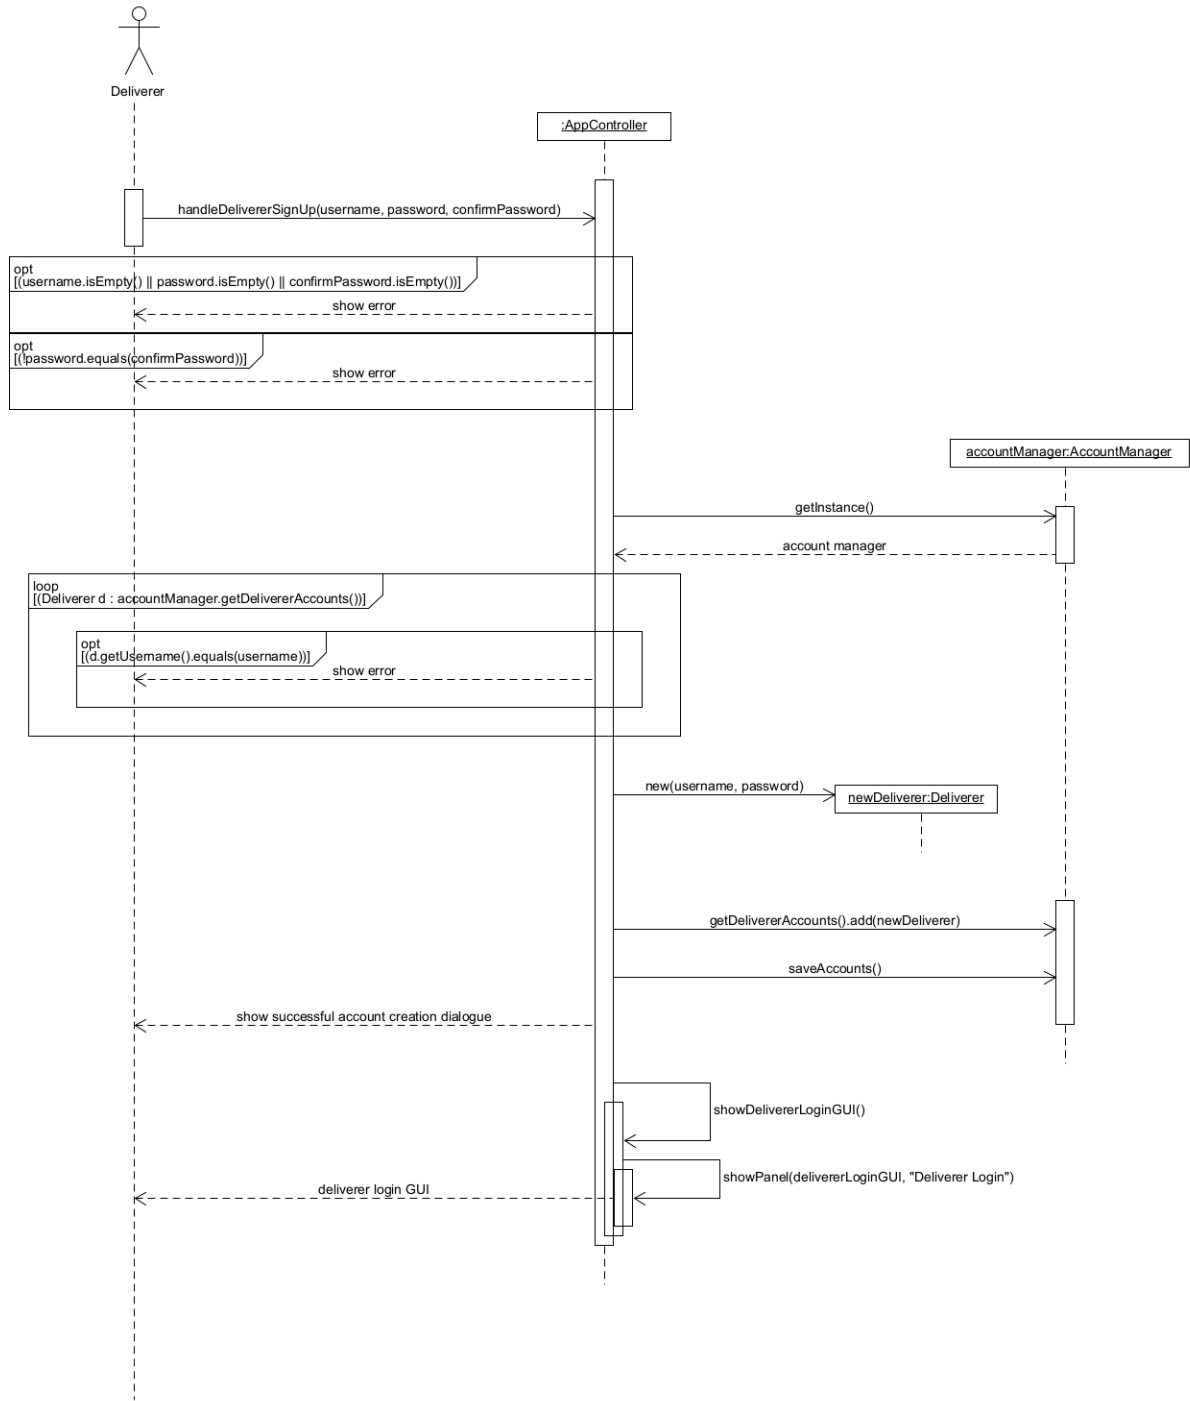 Deliverer
:AppController
handleDelivererSignUp(username, password, confirmPassword)
opt
[(username.isEmpty() || password.isEmpty() || confirmPassword.isEmpty())]
show error
opt
[(!password.equals(confirmPassword))]
show error
accountManager:AccountManager
getInstance()
account manager
loop
[(Deliverer d : accountManager.getDelivererAccounts())]
opt
[(d.getUsername().equals(username))]
show error
new(username, password)
newDeliverer:Deliverer
getDelivererAccounts().add(newDeliverer)
saveAccounts()
show successful account creation dialogue
showDelivererLoginGUI()
showPanel(delivererLoginGUI, "Deliverer Login")
deliverer login GUI